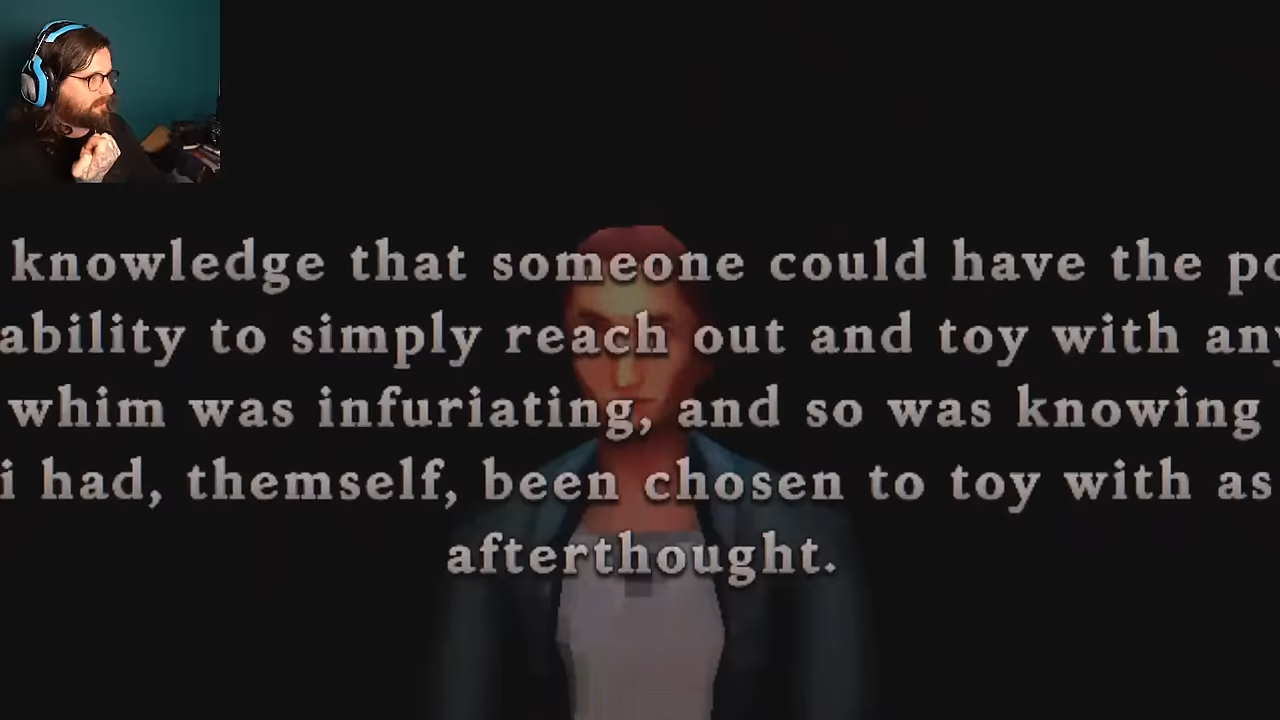 knowledge that someone could have the
ability to simply reach out and toy with
whim was infuriating, and so was knowing
i had, themself, been chosen to toy with as
afterthought.